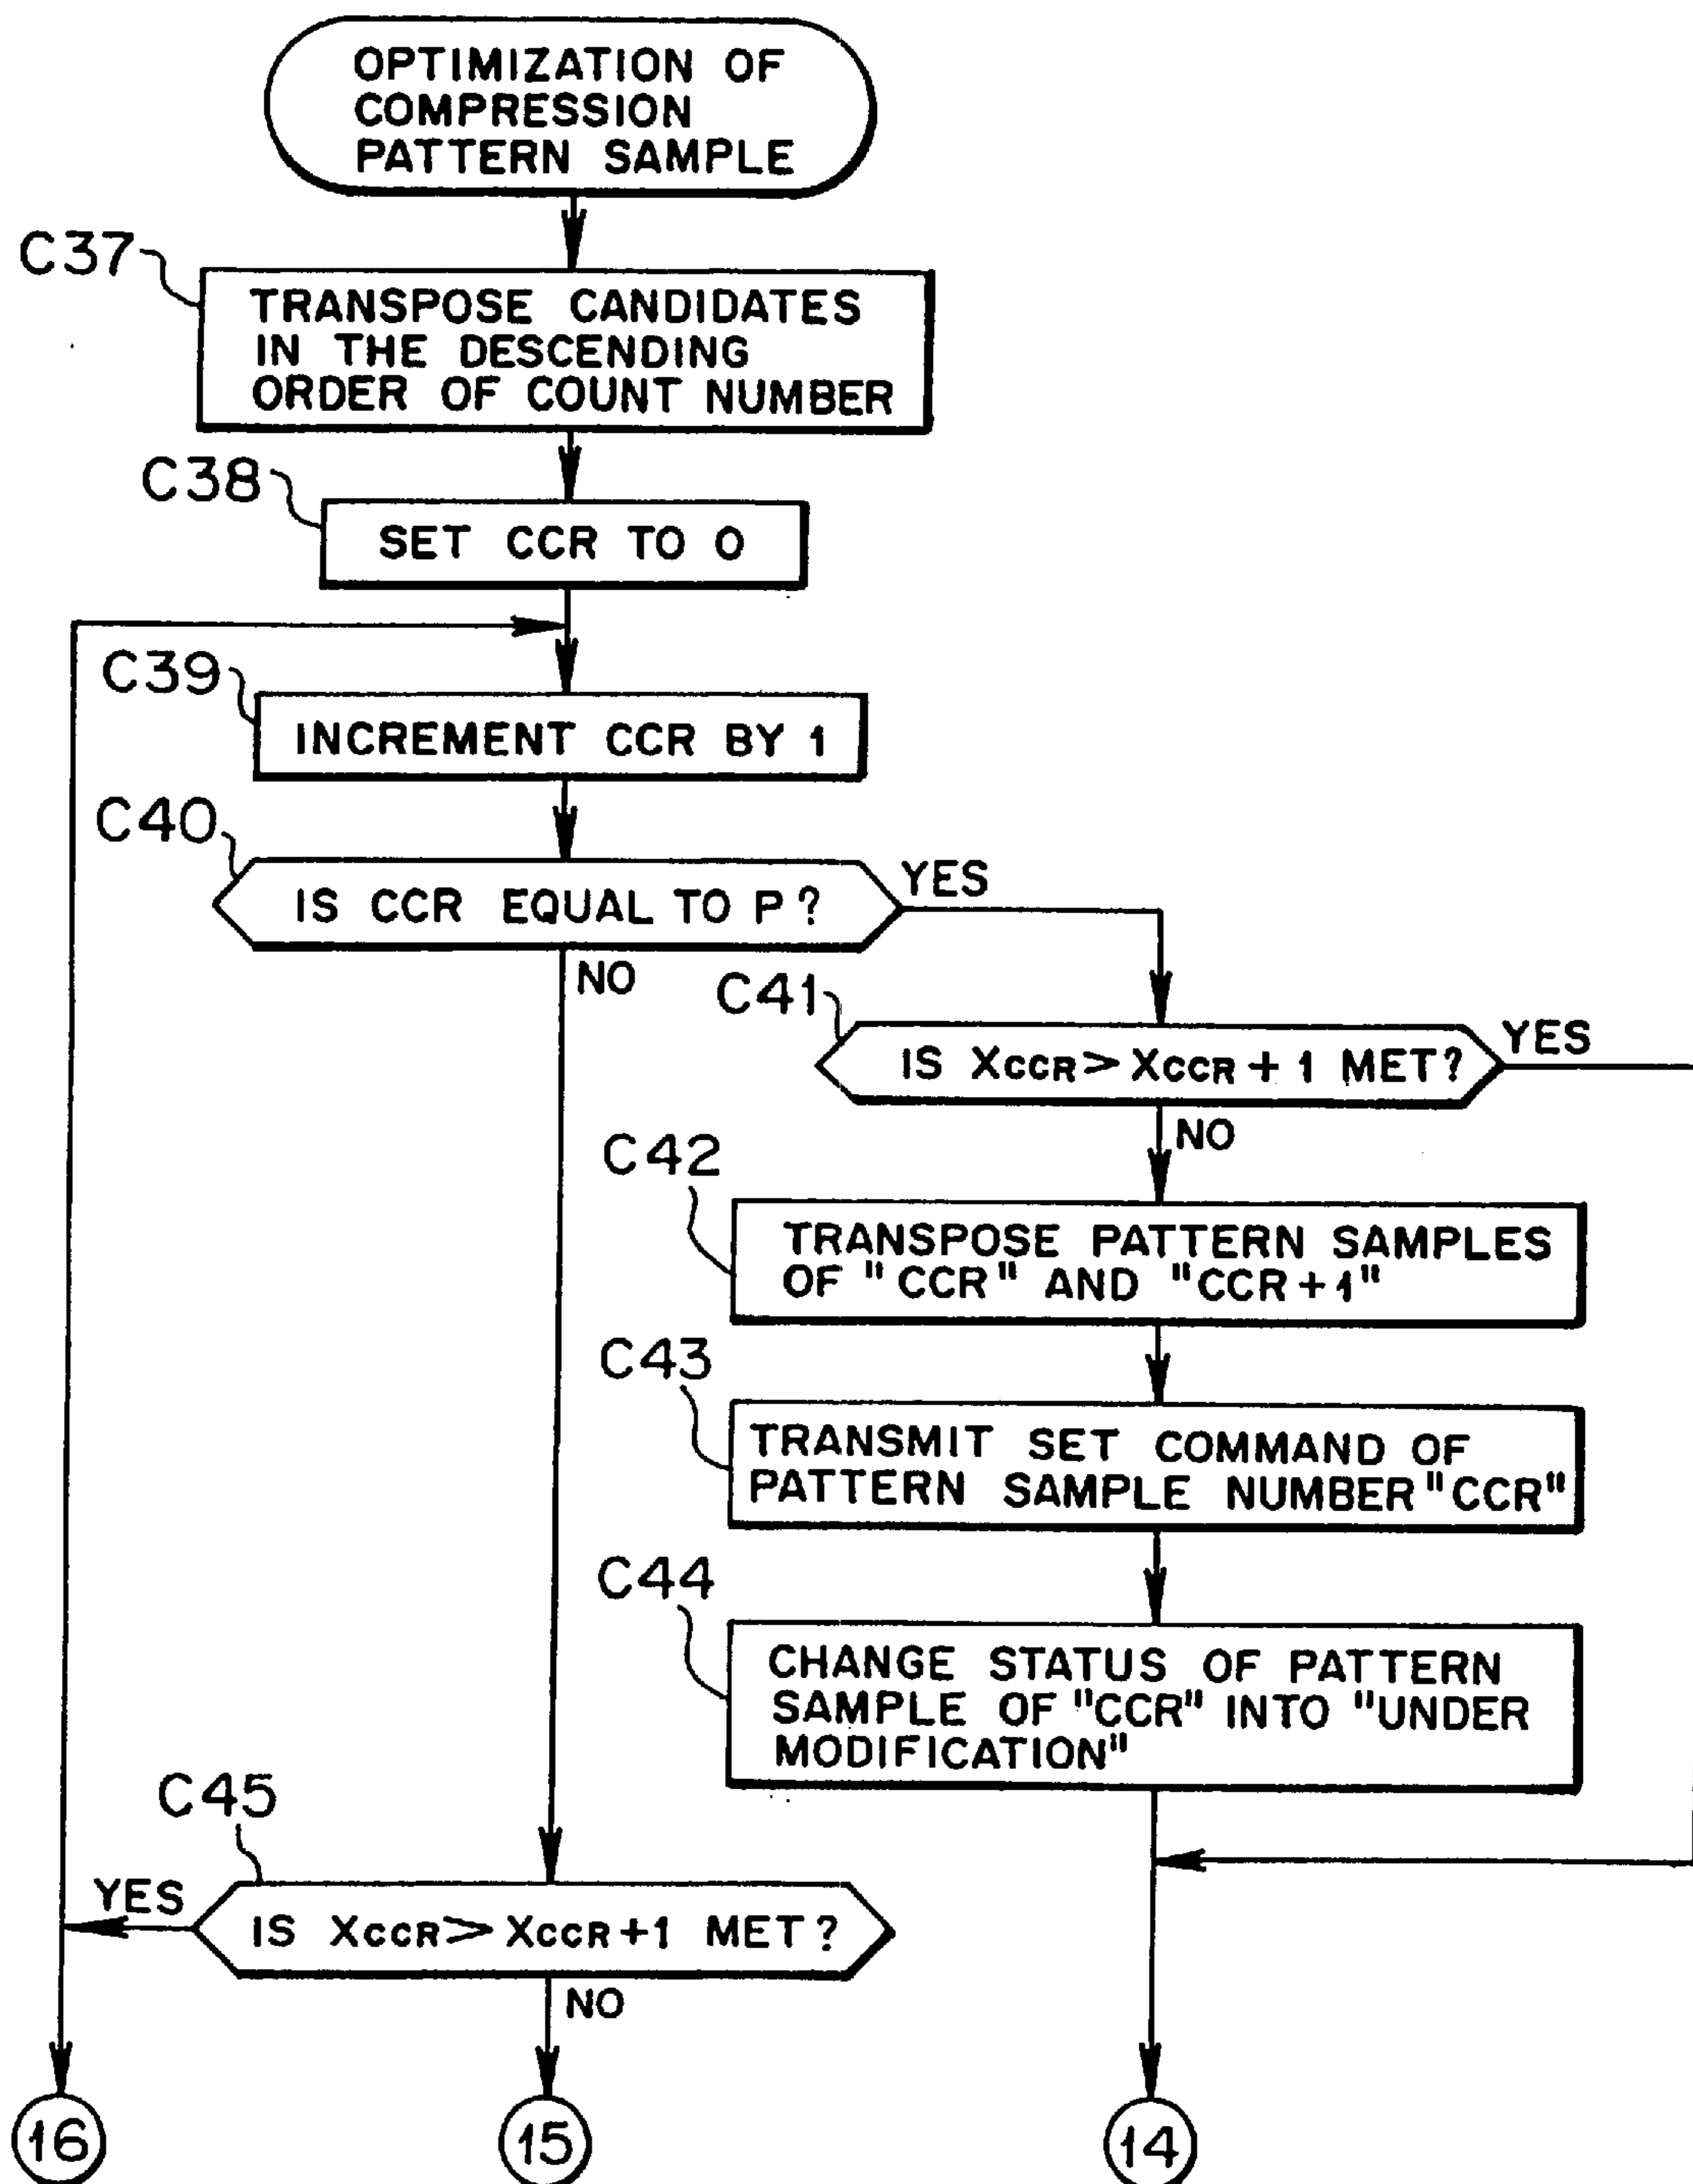 OPTIMIZATION OF
COMPRESSION
PATTERN SAMPLE
C37
TRANSPOSE CANDIDATES
IN THE DESCENDING
ORDER OF COUNT NUMBER
C38
SET CCR TO 0
C39
INCREMENT CCR BY 1
C40
IS CCR EQUAL TO P?
YES
NO
C41
IS XCCR > XCCR + 1 MET?
YES
NO
C42
TRANSPOSE PATTERN SAMPLES
OF "CCR" AND "CCR+1"
C43
TRANSMIT SET COMMAND OF
PATTERN SAMPLE NUMBER "CCR"
C44
CHANGE STATUS OF PATTERN
SAMPLE OF "CCR" INTO "UNDER
MODIFICATION"
C45
YES
IS XCCR > XCCR+1 MET?
NO
16
15
14